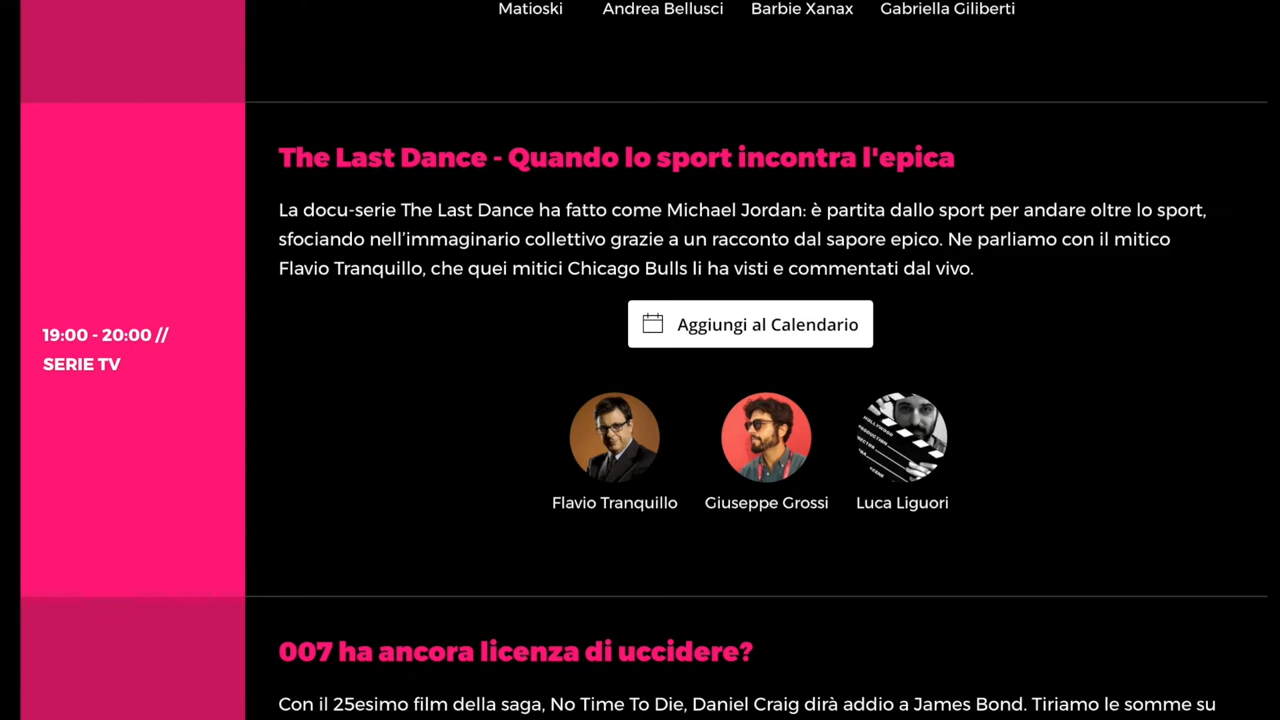 Matioski Andrea Bellusci Barbie Xanax Gabriella Giliberti
The Last Dance - Quando lo sport incontra l'epica
La docu-serie The Last Dance ha fatto come Michael Jordan: è partita dallo sport per andare oltre lo sport,
sfociando nell’immaginario collettivo grazie a un racconto dal sapore epico. Ne parliamo con il mitico
Flavio Tranquillo, che quei mitici Chicago Bulls li ha visti e commentati dal vivo.
Aggiungi al Calendario
19:00 - 20:00 //
SERIE TV
HOLLYWOOD
PRODUCTION
SCENE
Flavio Tranquillo Giuseppe Grossi Luca Liguori
007 ha ancora licenza di uccidere?
Con il 25esimo film della saga, No Time To Die, Daniel Craig dirà addio a James Bond. Tiriamo le somme su